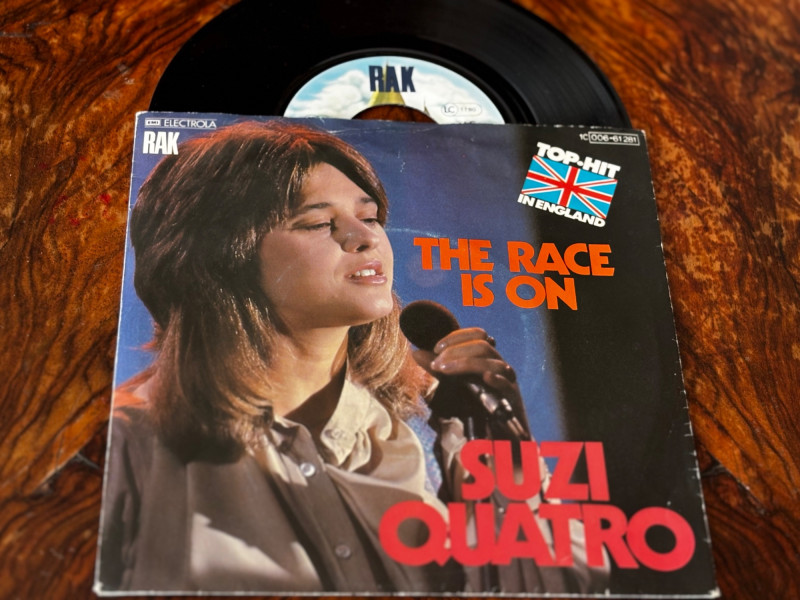 RAK
EMI ELECTROLA
RAK
1C 006-61 281
TOP-HIT
IN ENGLAND
THE RACE
IS ON
SUZI
QUATRO